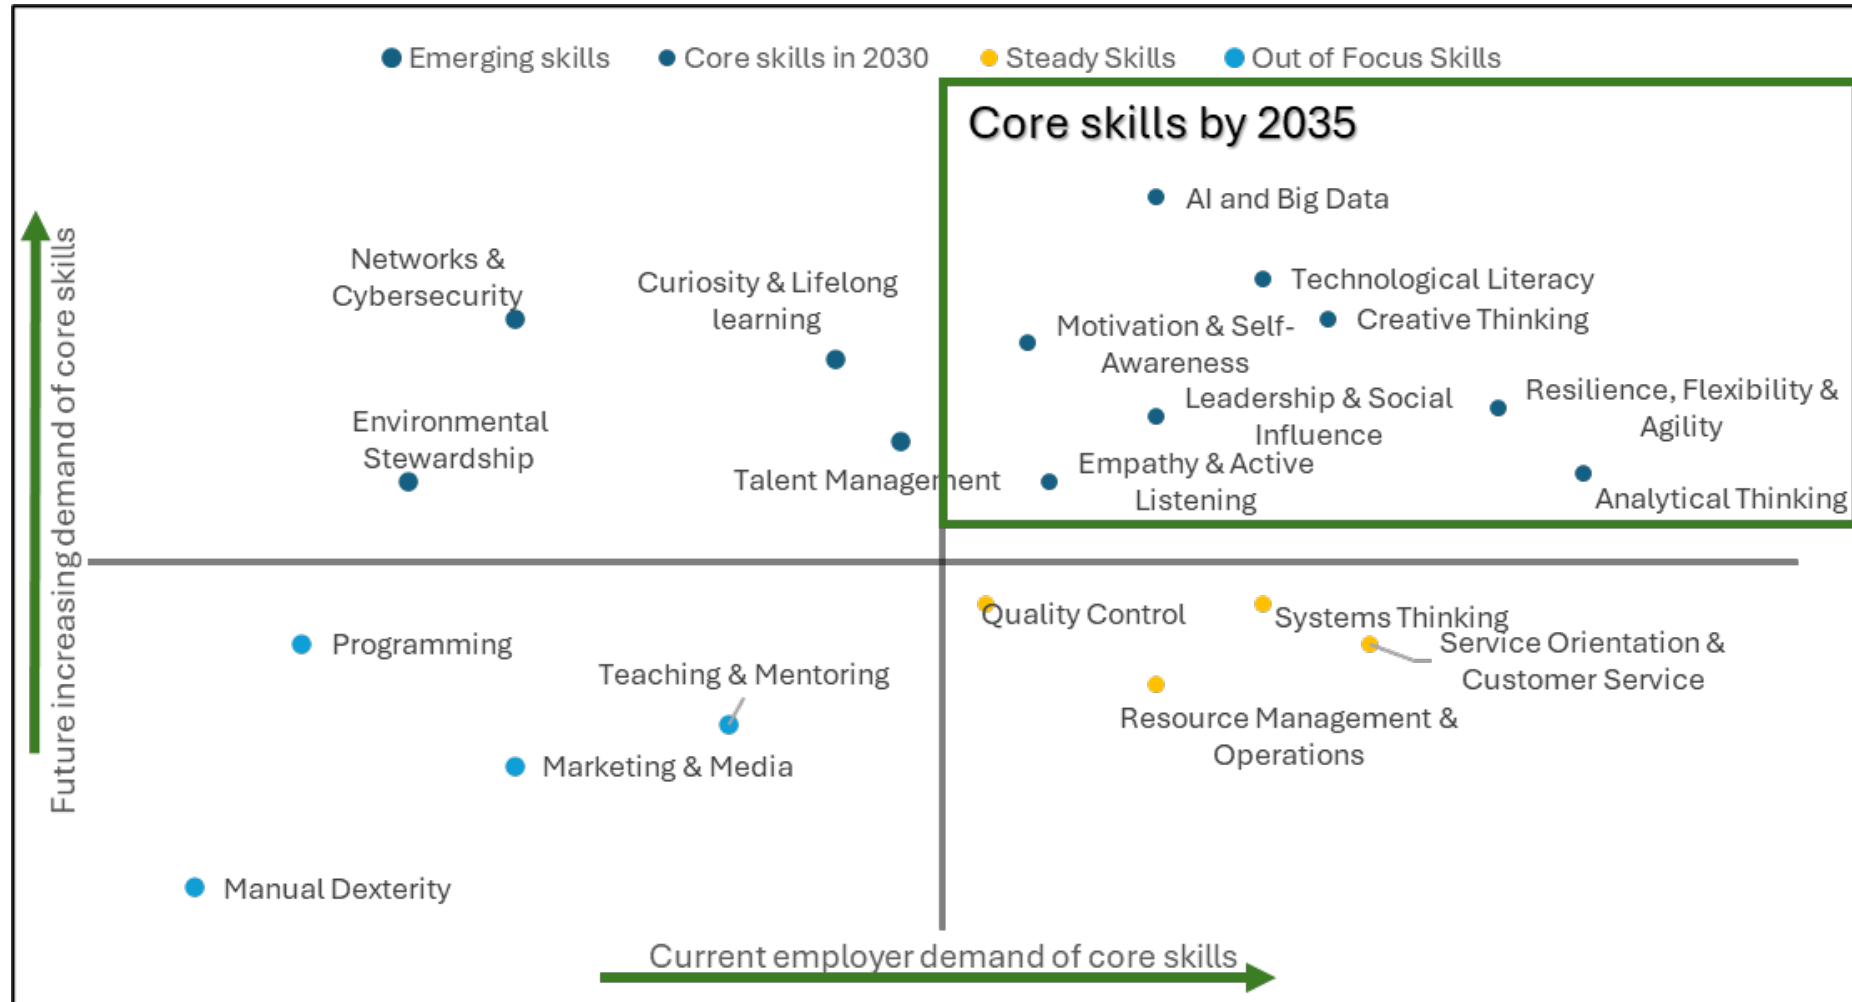 Emerging skills
Core skills in 2030
Steady Skills
Out of Focus Skills
Core skills by 2035
AI and Big Data
Networks &
Cybersecurity
Curiosity & Lifelong
learning
Technological Literacy
Creative Thinking
Motivation & Self-
Awareness
Leadership & Social
Influence
Resilience, Flexibility &
Agility
Environmental
Stewardship
Talent Management
Empathy & Active
Listening
Analytical Thinking
Future increasing demand of core skills
Quality Control
Systems Thinking
Service Orientation &
Customer Service
Programming
Teaching & Mentoring
Resource Management &
Operations
Marketing & Media
Manual Dexterity
Current employer demand of core skills